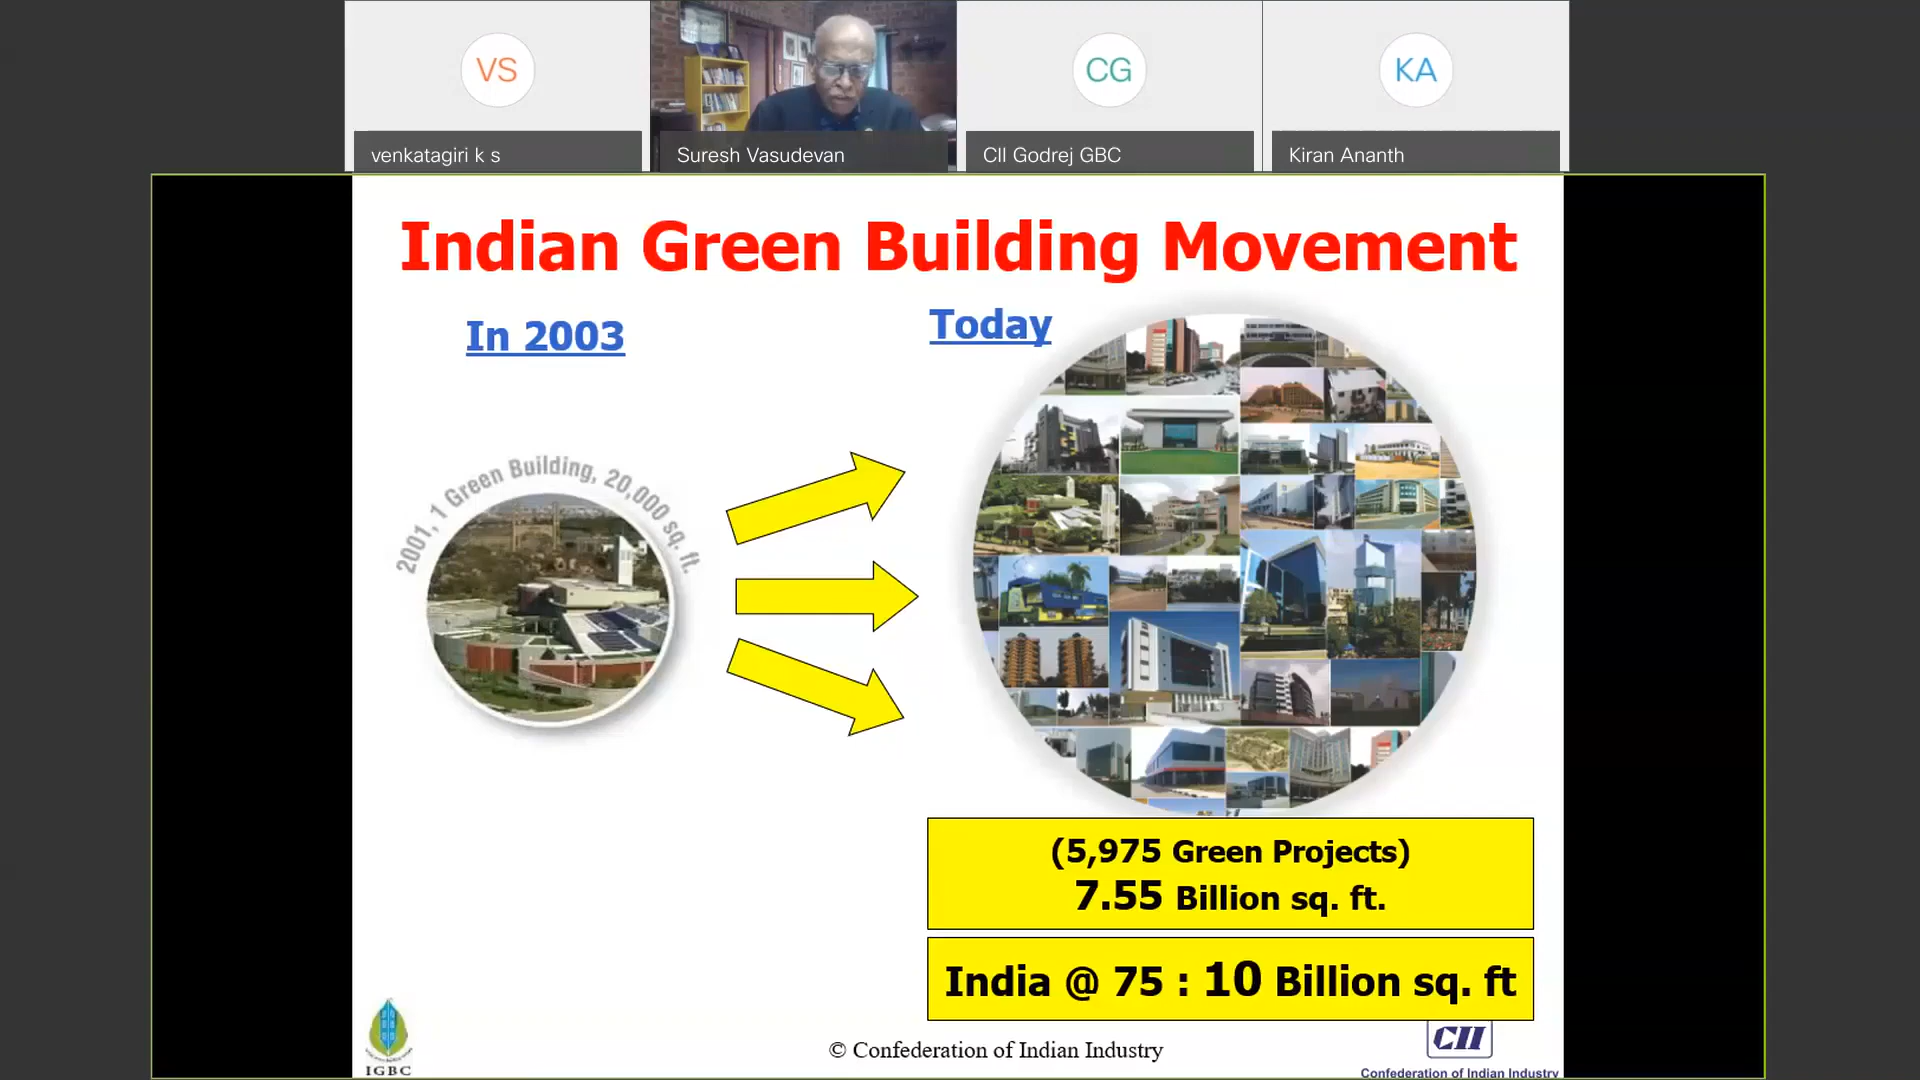 VS
CG
KA
venkatagiri k s
Suresh Vasudevan
CII Godrej GBC
Kiran Ananth
Indian Green Building Movement
In 2003
Today
2001, 1 Green Building, 20,000 sq. ft.
(5,975 Green Projects)
7.55 Billion sq. ft.
India @ 75 : 10 Billion sq. ft
IGBC
© Confederation of Indian Industry
CII
Confederation of Indian Industry